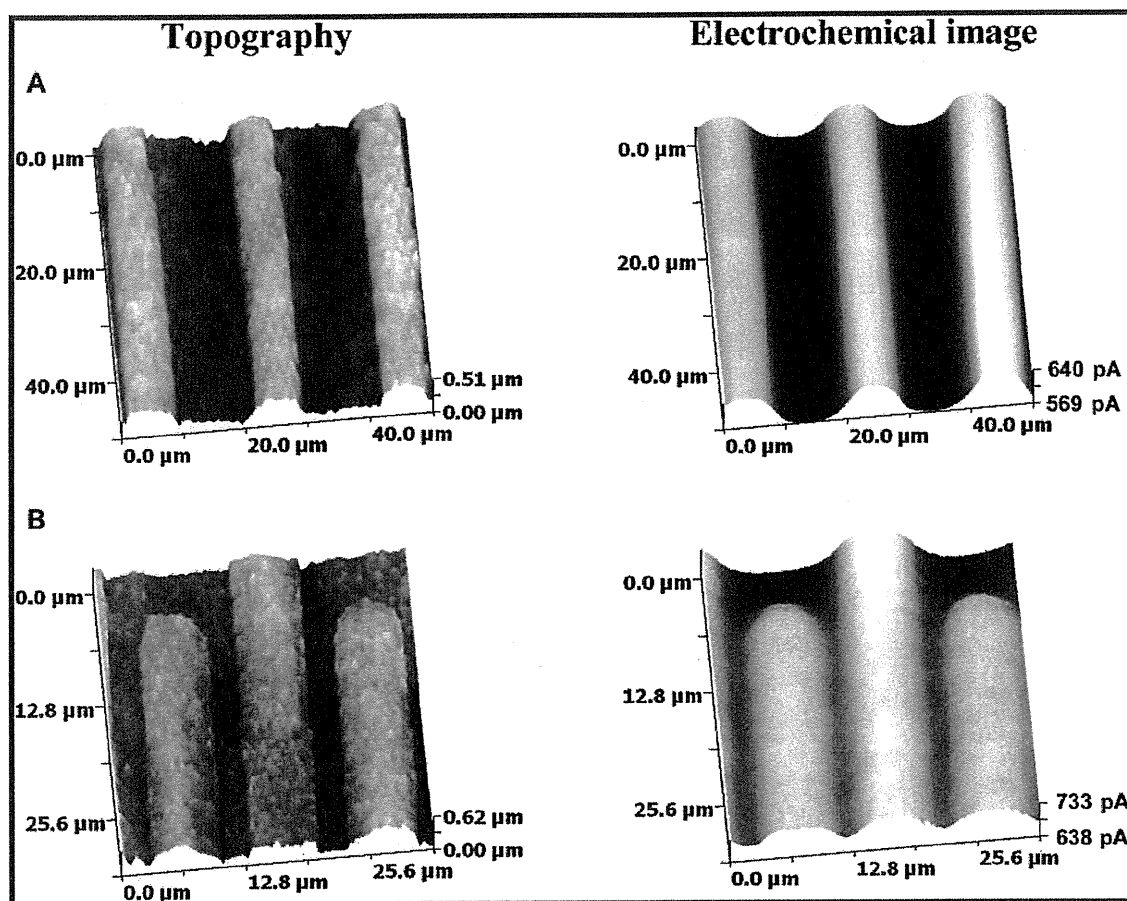 Topography
Electrochemical image
A
0.0 µm
20.0 µm
40.0 µm
0.51 µm
0.00 µm
0.0 µm
20.0 µm
40.0 µm
0.0 µm
20.0 µm
40.0 µm
640 pA
569 pA
0.0 µm
20.0 µm
40.0 µm
B
0.0 µm
12.8 µm
25.6 µm
0.62 µm
0.00 µm
0.0 µm
12.8 µm
25.6 µm
0.0 µm
12.8 µm
25.6 µm
733 pA
638 pA
0.0 µm
12.8 µm
25.6 µm